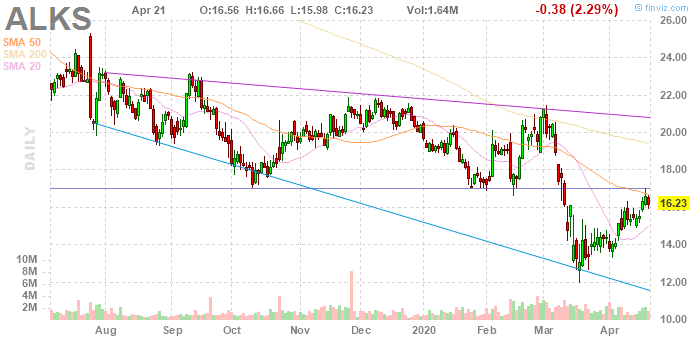 ALKS
Apr 21 O:16.56 H:16.66 L:15.98 C:16.23 Vol:1.64M -0.38 (2.29%)
© finviz.com
SMA 50
SMA 200
SMA 20
DAILY
26.00
24.00
22.00
20.00
18.00
16.23
14.00
12.00
10.00
10M
8M
6M
4M
2M
Aug Sep Oct Nov Dec 2020 Feb Mar Apr